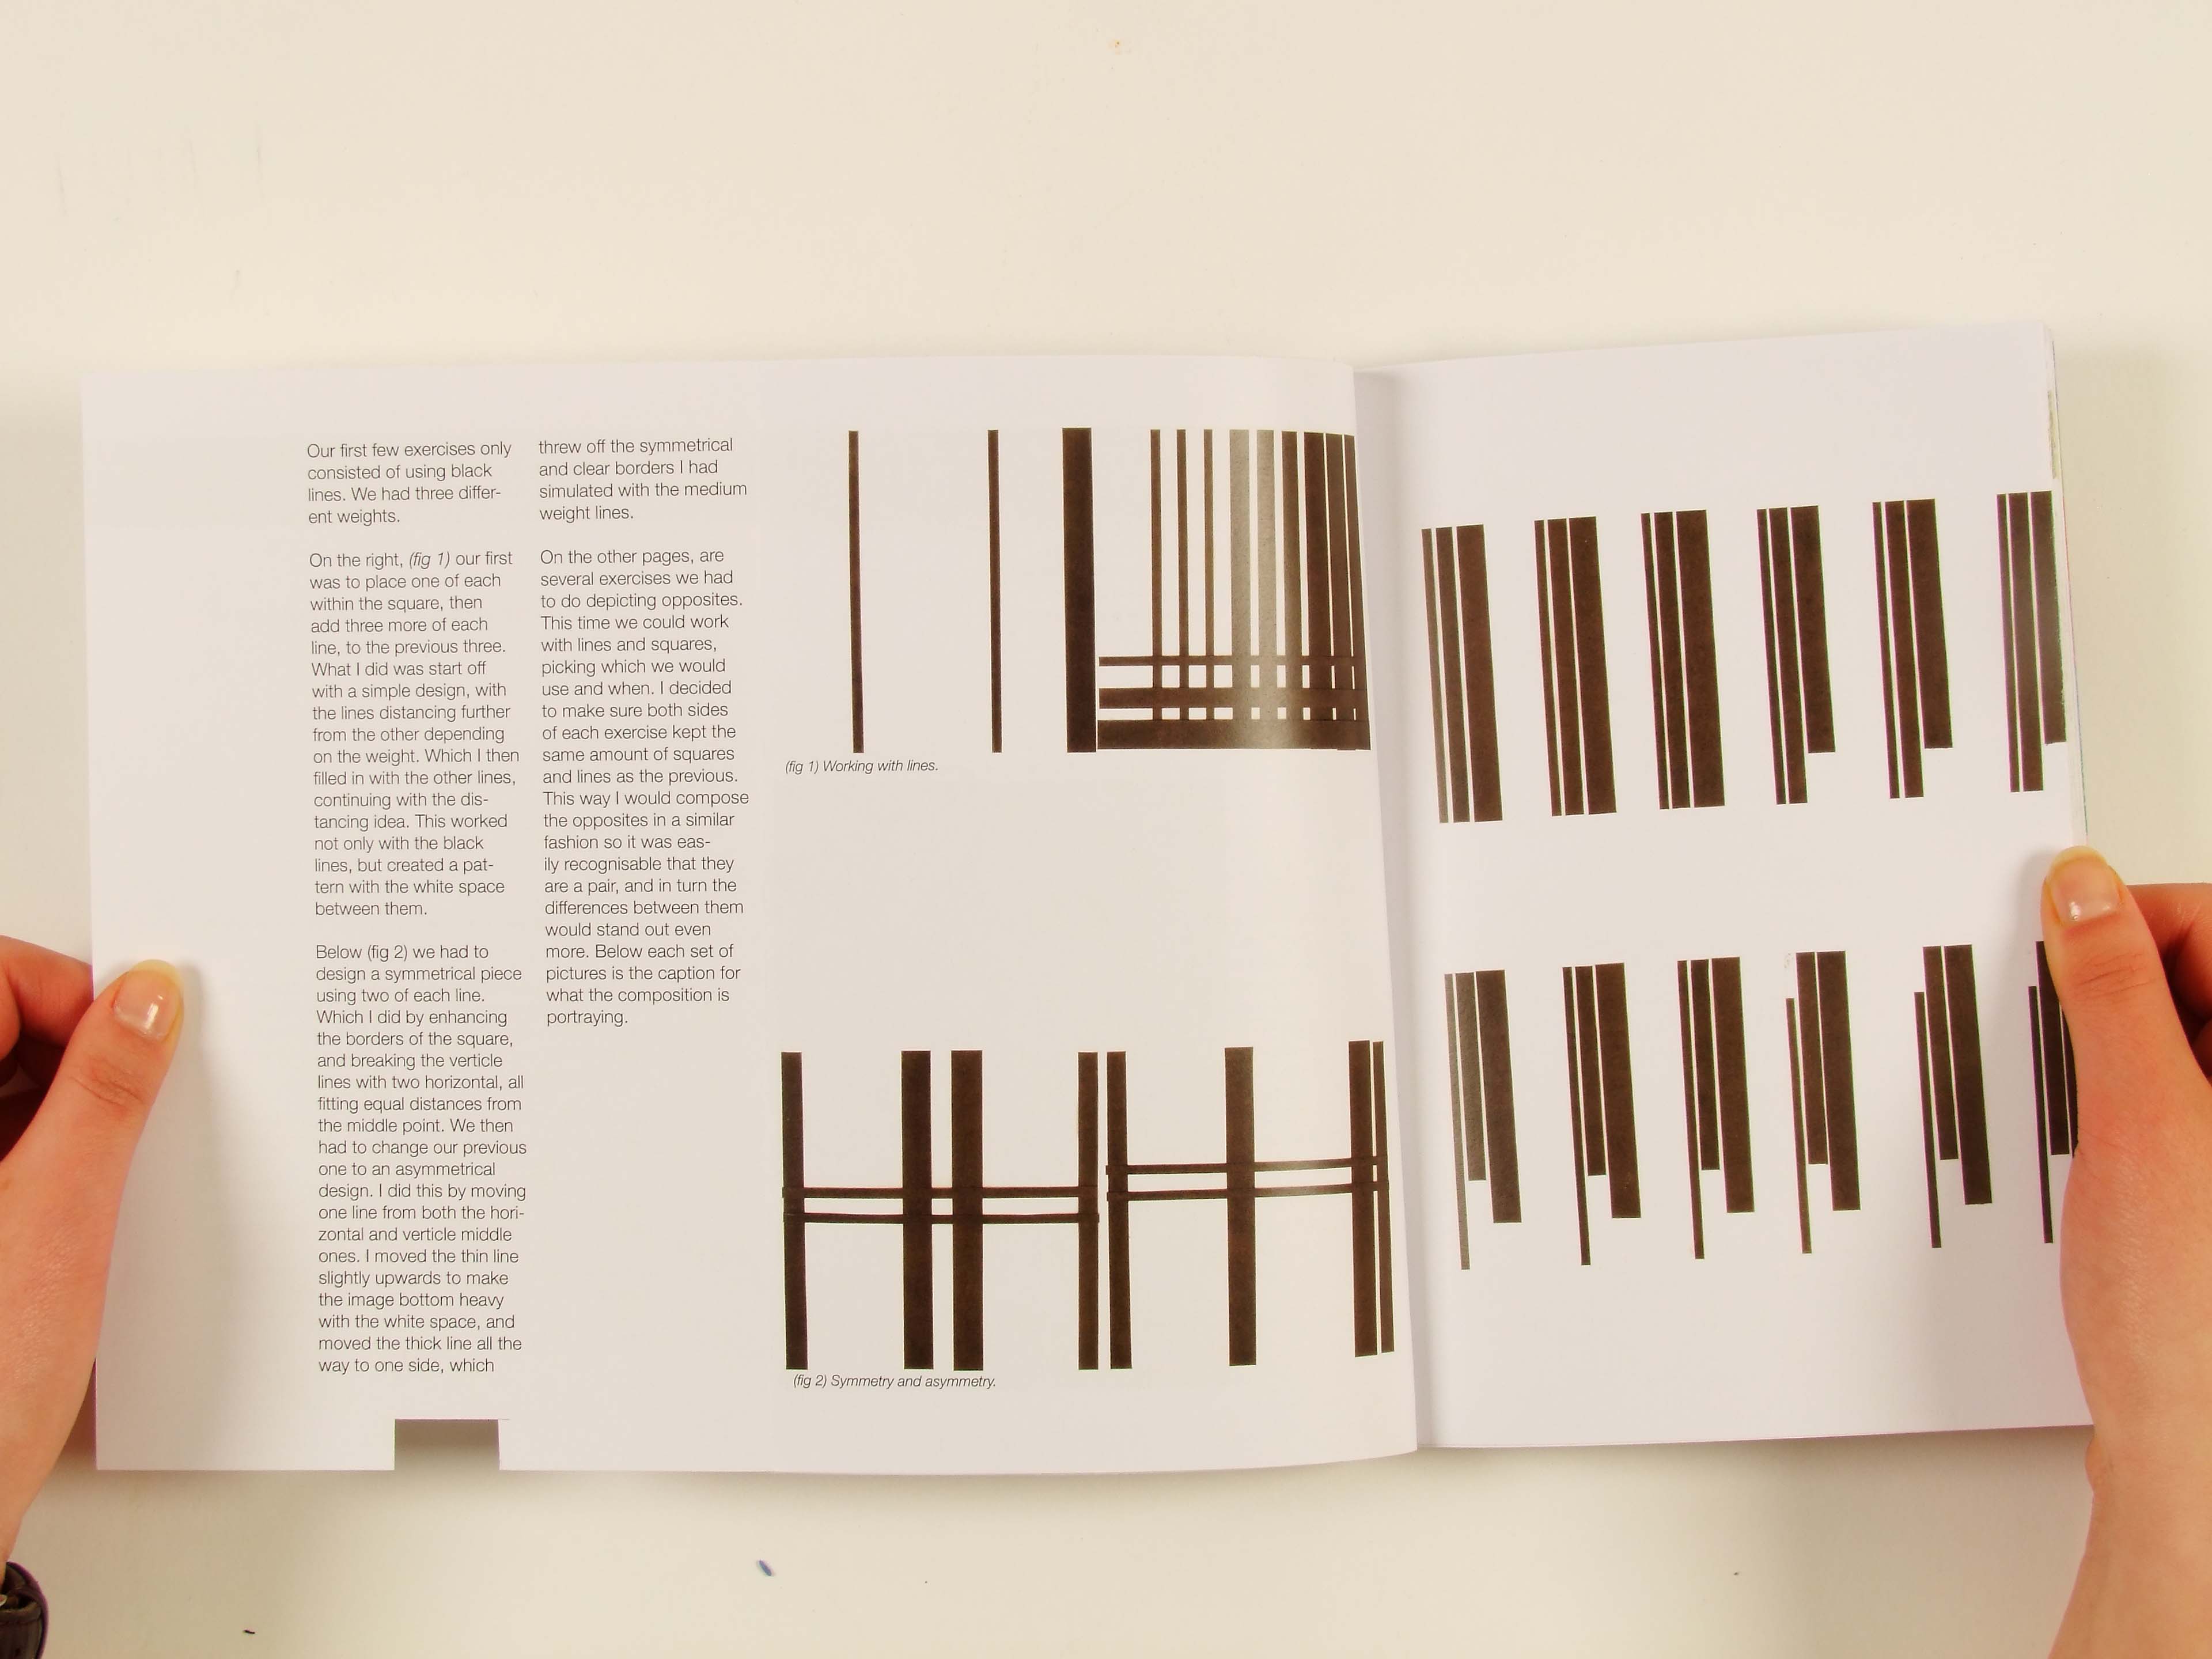 Our first few exercises only
consisted of using black
lines. We had three differ-
ent weights.
On the right, (fig 1) our first
was to place one of each
within the square, then
add three more of each
line, to the previous three.
What I did was start off
with a simple design, with
the lines distancing further
from the other depending
on the weight. Which I then
filled in with the other lines,
continuing with the dis-
tancing idea. This worked
not only with the black
lines, but created a pat-
tern with the white space
between them.
Below (fig 2) we had to
design a symmetrical piece
using two of each line.
Which I did by enhancing
the borders of the square,
and breaking the verticle
lines with two horizontal, all
fitting equal distances from
the middle point. We then
had to change our previous
one to an asymmetrical
design. I did this by moving
one line from both the hori-
zontal and verticle middle
ones. I moved the thin line
slightly upwards to make
the image bottom heavy
with the white space, and
moved the thick line all the
way to one side, which
threw off the symmetrical
and clear borders I had
simulated with the medium
weight lines.
On the other pages, are
several exercises we had
to do depicting opposites.
This time we could work
with lines and squares,
picking which we would
use and when. I decided
to make sure both sides
of each exercise kept the
same amount of squares
and lines as the previous.
This way I would compose
the opposites in a similar
fashion so it was eas-
ily recognisable that they
are a pair, and in turn the
differences between them
would stand out even
more. Below each set of
pictures is the caption for
what the composition is
portraying.
(fig 1) Working with lines.
(fig 2) Symmetry and asymmetry.